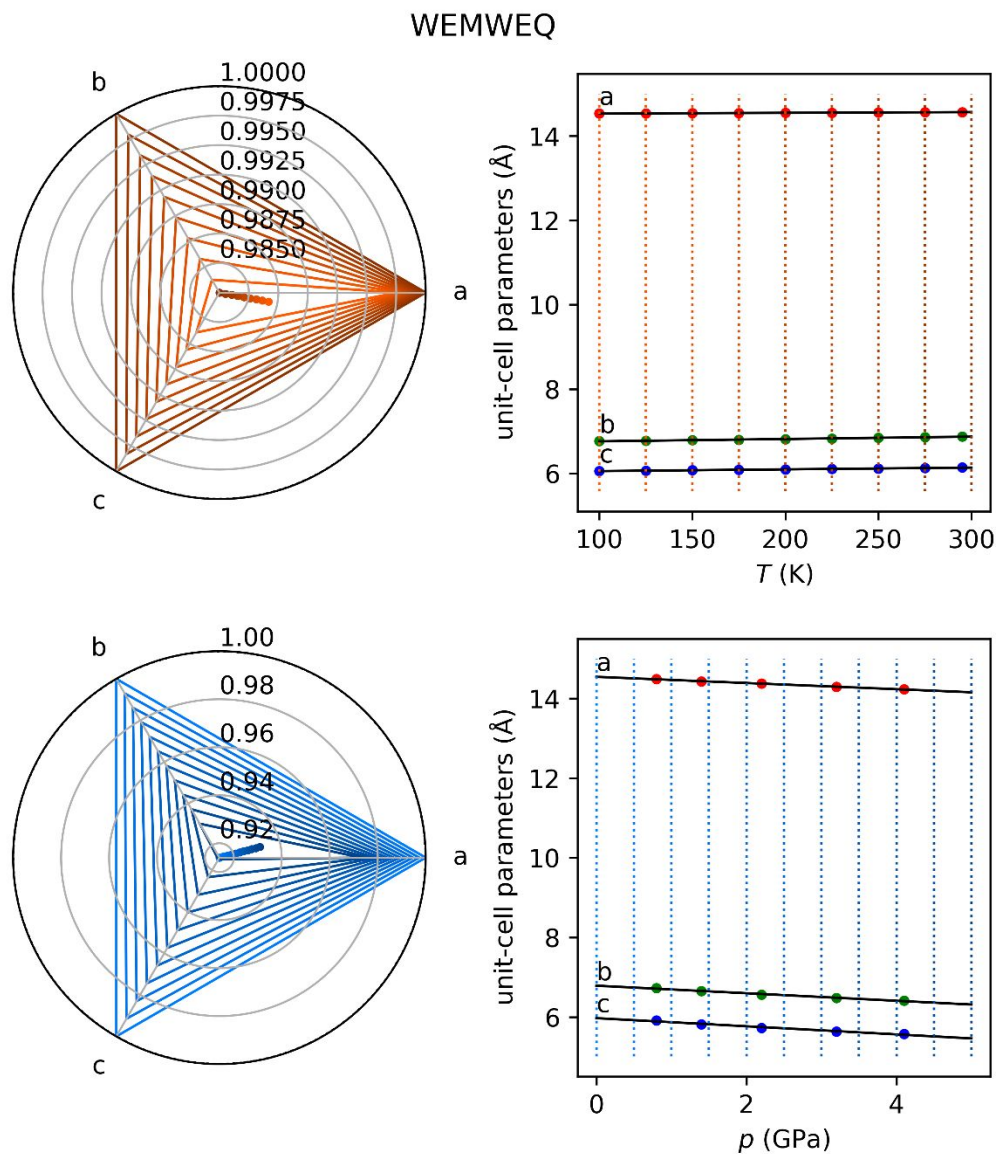 WEMWEQ
b
1.0000
0.9975
0.9950
0.9925
0.9900
0.9875
0.9850
a
c
unit-cell parameters (Å)
14
12
10
8
6
a
b
c
100 150 200 250 300
T (K)
b
1.00
0.98
0.96
0.94
0.92
a
c
unit-cell parameters (Å)
14
12
10
8
6
a
b
c
0 2 4
p (GPa)